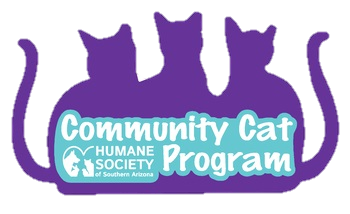 Community Cat
HUMANE
SOCIETY
of Southern Arizona
Program